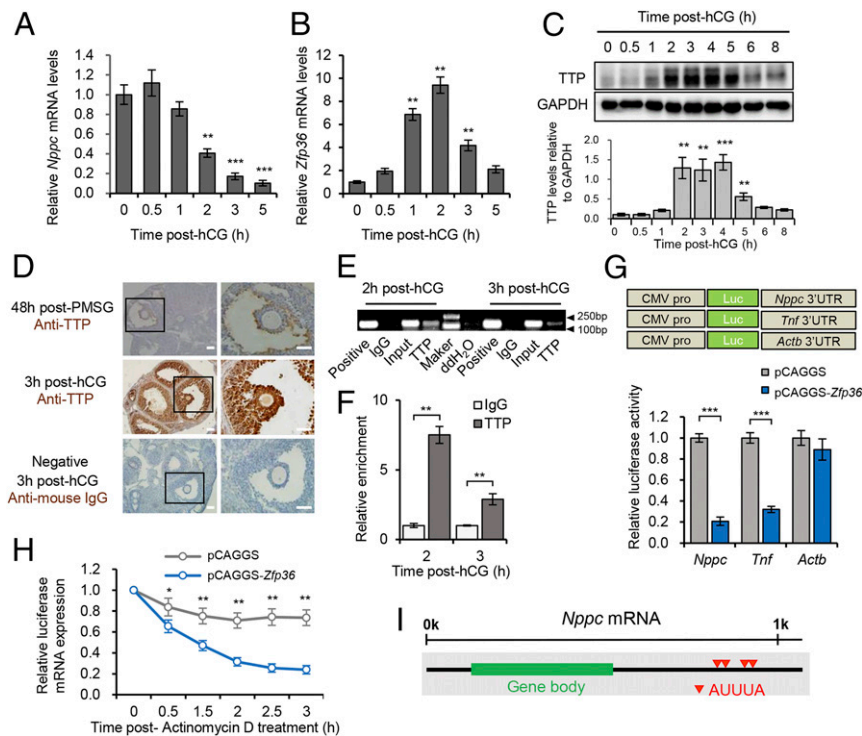 A
Relative Nppc mRNA levels
1.4
1.2
1.0
0.8
0.6
0.4
0.2
0.0
**
***
***
0 0.5 1 2 3 5
Time post-hCG (h)
B
Relative Zfp36 mRNA levels
12
10
8
6
4
2
0
**
**
**
0 0.5 1 2 3 5
Time post-hCG (h)
C
Time post-hCG (h)
0 0.5 1 2 3 4 5 6 8
TTP
GAPDH
TTP levels relative
to GAPDH
2.0
1.5
1.0
0.5
0.0
** ** *** **
0 0.5 1 2 3 4 5 6 8
Time post-hCG (h)
D
48h post-PMSG
Anti-TTP
3h post-hCG
Anti-TTP
Negative
3h post-hCG
Anti-mouse IgG
E
2h post-hCG 3h post-hCG
250bp
100bp
Positive
IgG
Input
TTP
Maker
ddH2O
Positive
IgG
Input
TTP
F
IgG
TTP
Relative enrichment
10
5
0
**
**
2 3
Time post-hCG (h)
G
CMV pro Luc Nppc 3'UTR
CMV pro Luc Tnf 3'UTR
CMV pro Luc Actb 3'UTR
pCAGGS
pCAGGS-Zfp36
Relative luciferase activity
1.2
1.0
0.8
0.6
0.4
0.2
0.0
*** ***
Nppc Tnf Actb
H
pCAGGS
pCAGGS-Zfp36
Relative luciferase
mRNA expression
1.0
0.8
0.6
0.4
0.2
0.0
* ** ** ** **
0 0.5 1.5 2 2.5 3
Time post- Actinomycin D treatment (h)
I
Nppc mRNA
0k 1k
Gene body
AUUUA